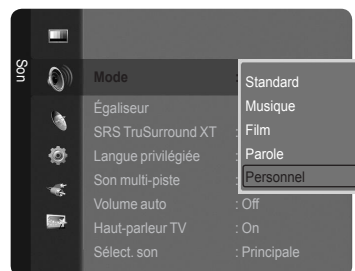 Son
Mode :
Standard
Musique
Film
Parole
Personnel
Égaliseur
SRS TruSurround XT :
Langue privilégiée :
Son multi-piste :
Volume auto : Off
Haut-parleur TV : On
Sélect. son : Principale